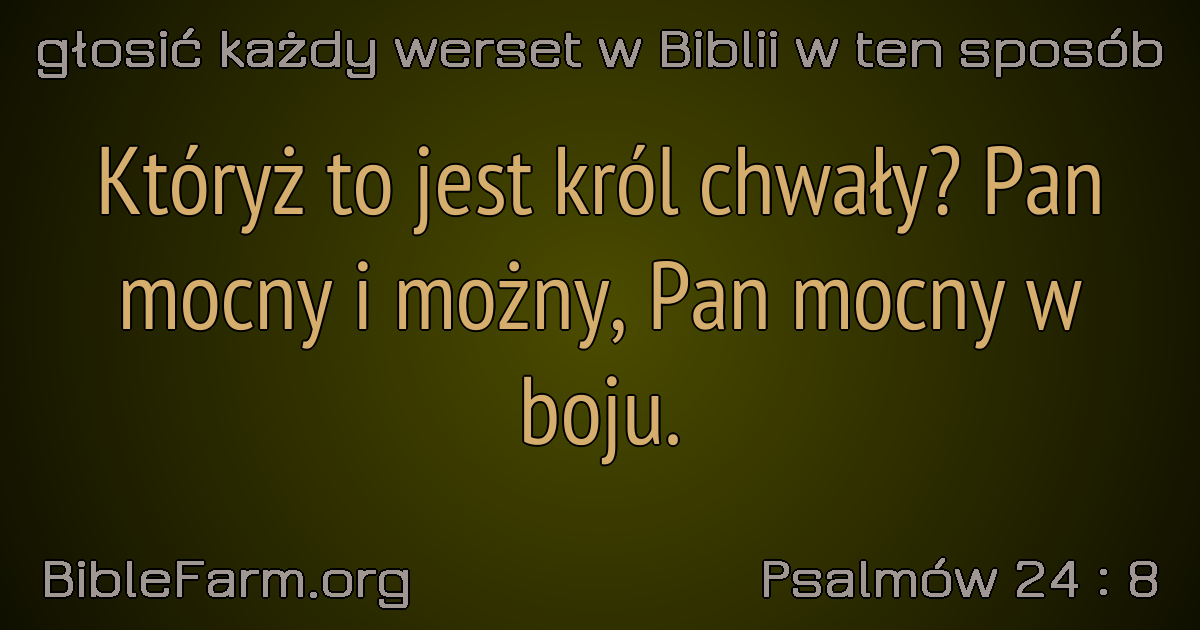 głosić każdy werset w Biblii w ten sposób
Któryż to jest król chwały? Pan
mocny i możny, Pan mocny w
boju.
BibleFarm.org
Psalmów 24 : 8